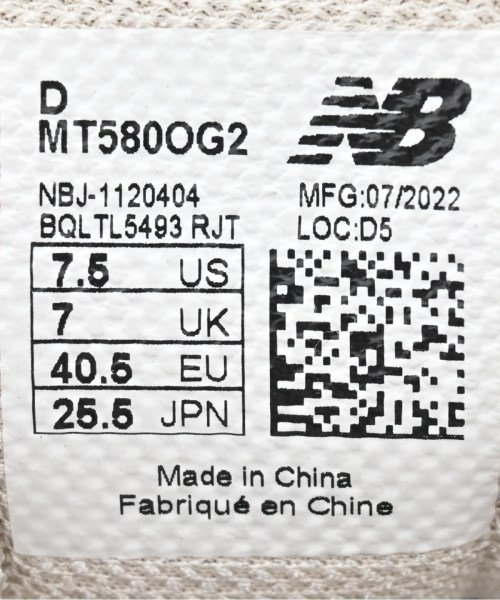 D
MT580OG2
NB
NBJ-1120404
MFG:07/2022
BQLTL5493 RJT
LOC:D5
7.5 US
7 UK
40.5 EU
25.5 JPN
Made in China
Fabriqué en Chine